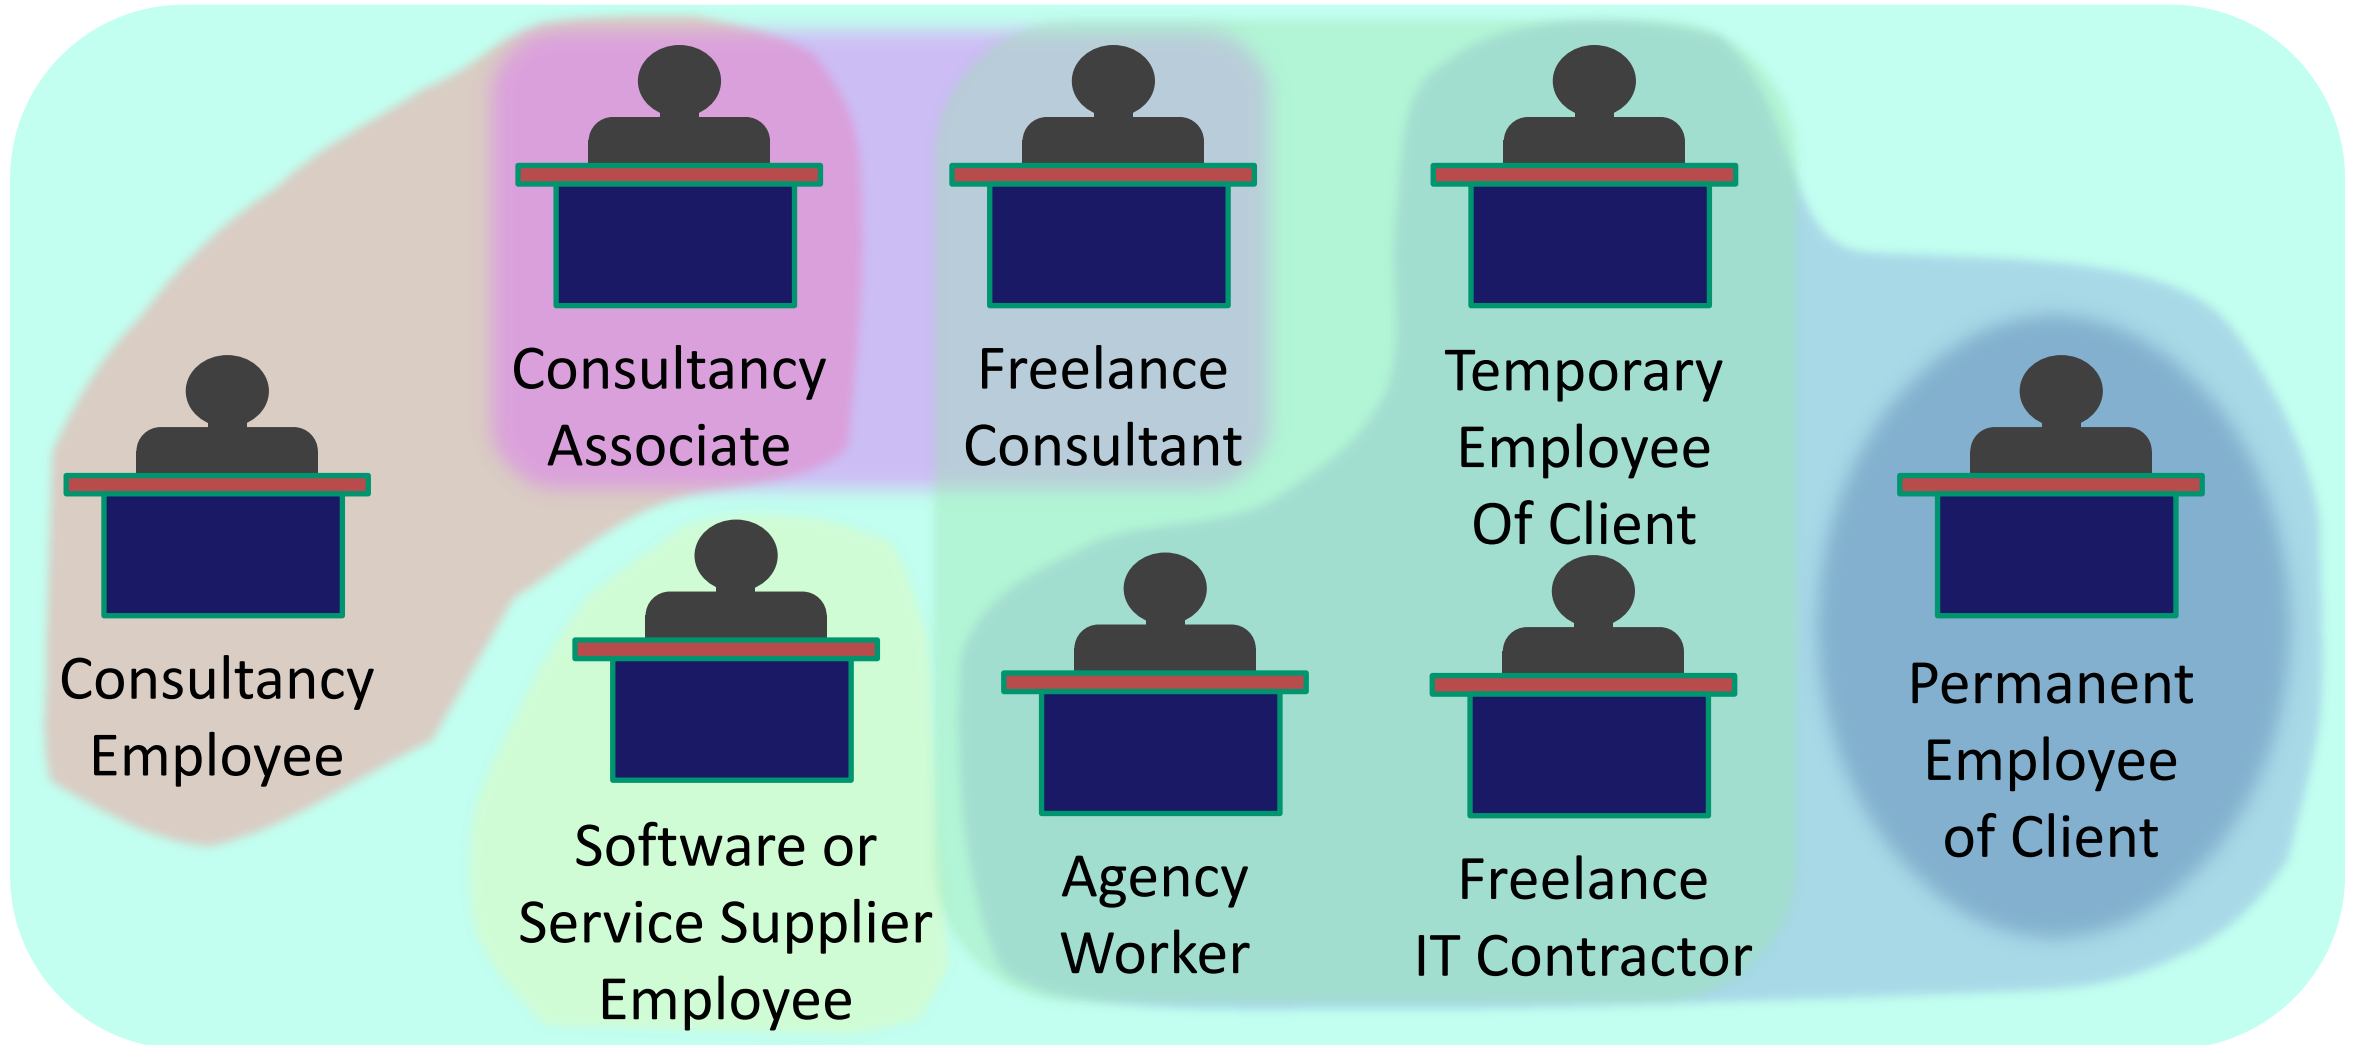 Consultancy
Associate
Freelance
Consultant
Temporary
Employee
Of Client
Consultancy
Employee
Permanent
Employee
of Client
Software or
Service Supplier
Employee
Agency
Worker
Freelance
IT Contractor